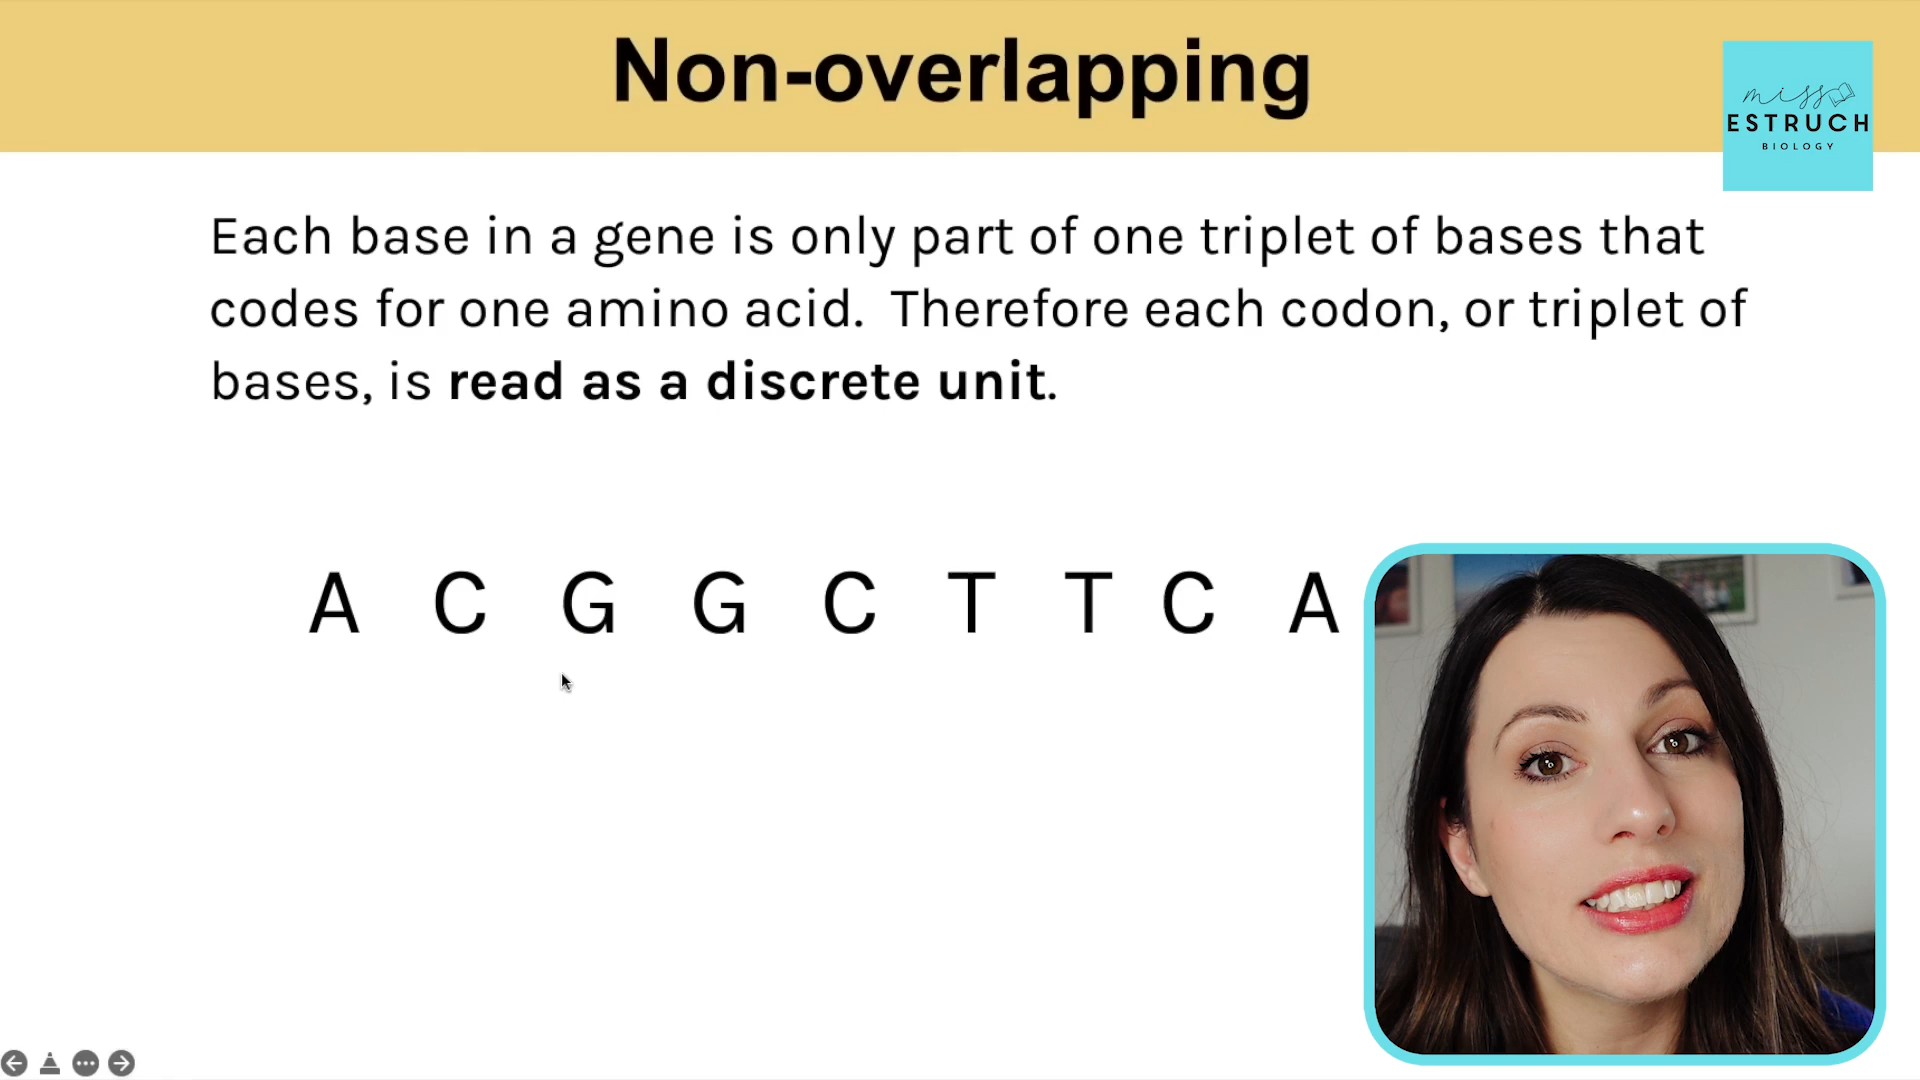 Non-overlapping
miss
ESTRUCH
BIOLOGY
Each base in a gene is only part of one triplet of bases that
codes for one amino acid. Therefore each codon, or triplet of
bases, is read as a discrete unit.
A C G G C T T C A